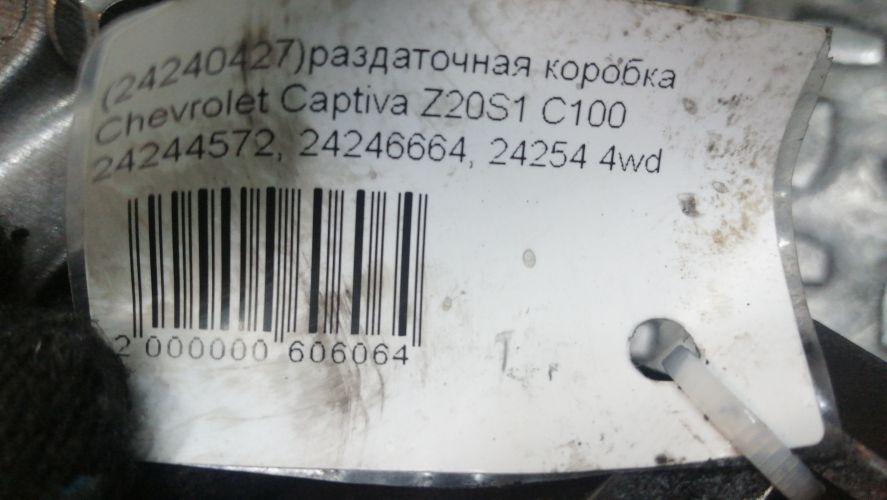 (24240427)раздаточная коробка
Chevrolet Captiva Z20S1 C100
24244572, 24246664, 24254 4wd
2 000000 606064